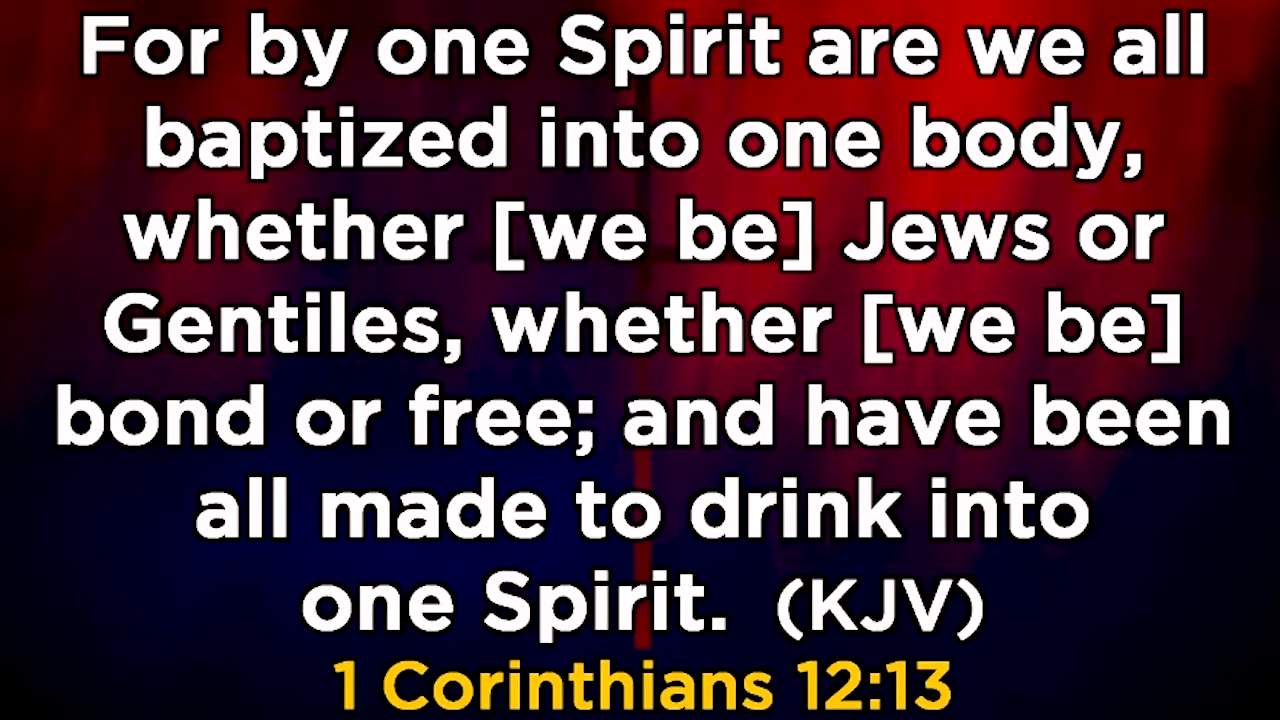 For by one Spirit are we all
baptized into one body,
whether [we be] Jews or
Gentiles, whether [we be]
bond or free; and have been
all made to drink into
one Spirit. (KJV)
1 Corinthians 12:13